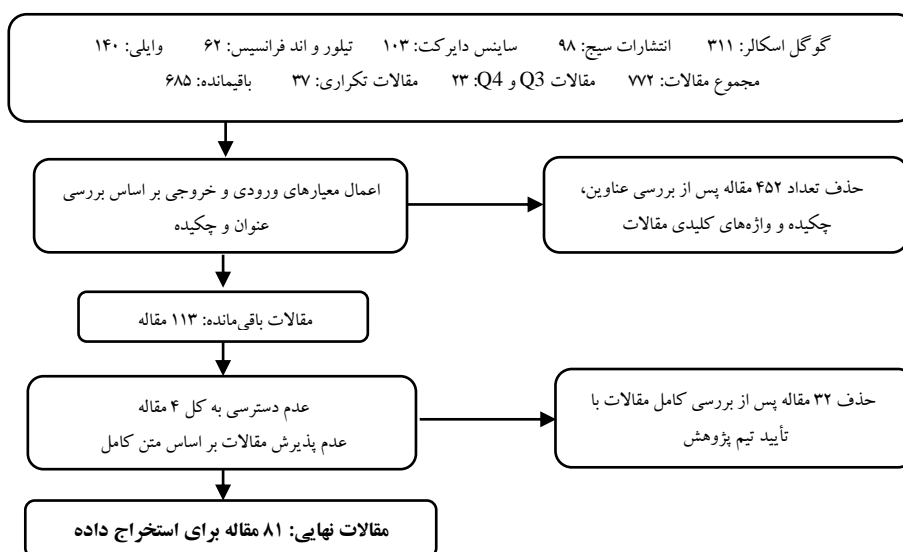 گوگل اسکالر: ۳۱۱ انتشارات سیج: ۹۸ ساینس دایرکت: ۱۰۳ تیلور و اند فرانسیس: ۶۲ وایلی: ۱۴۰
مجموع مقالات: ۷۷۲ مقالات Q3 و Q4: ۲۳ مقالات تکراری: ۳۷ باقیمانده: ۶۸۵
اعمال معیارهای ورودی و خروجی بر اساس بررسی
عنوان و چکیده
حذف تعداد ۴۵۲ مقاله پس از بررسی عناوین،
چکیده و واژه‌های کلیدی مقالات
مقالات باقی‌مانده: ۱۱۳ مقاله
عدم دسترسی به کل ۴ مقاله
عدم پذیرش مقالات بر اساس متن کامل
حذف ۳۲ مقاله پس از بررسی کامل مقالات با
تأیید تیم پژوهش
مقالات نهایی: ۸۱ مقاله برای استخراج داده